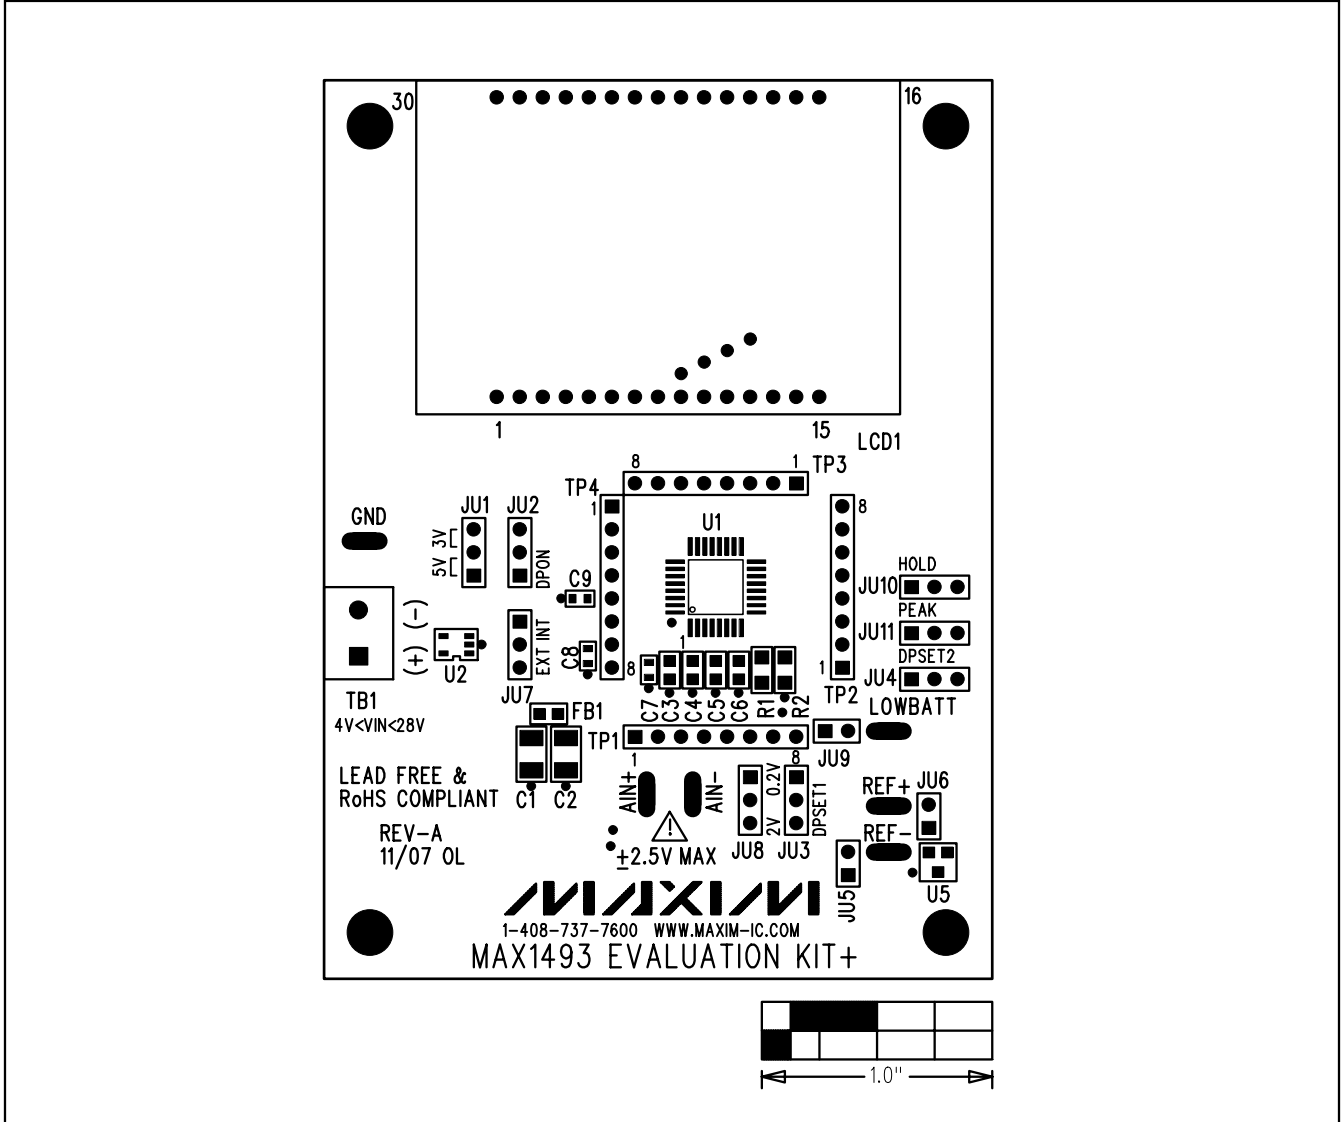 30
16
1
15
LCD1
8
1
TP3
TP4
1
JU1
JU2
GND
U1
8
3V
5V
DPON
C9
HOLD
JU10
PEAK
JU11
DPSET2
JU4
(-)
(+)
U2
EXT INT
C8
8
1
1
TP2
TB1
JU7
4V<VIN<28V
FB1
C7
C3
C4
C5
C6
R1
R2
LOWBATT
TP1
1
8
JU9
LEAD FREE &
RoHS COMPLIANT
C1
C2
AIN+
AIN-
0.2V
2V
DPSET1
JU6
REF+
REV-A
11/07 OL
!
±2.5V MAX
JU8
JU3
REF-
JU5
U5
MAXIM
1-408-737-7600 WWW.MAXIM-IC.COM
MAX1493 EVALUATION KIT+
1.0"